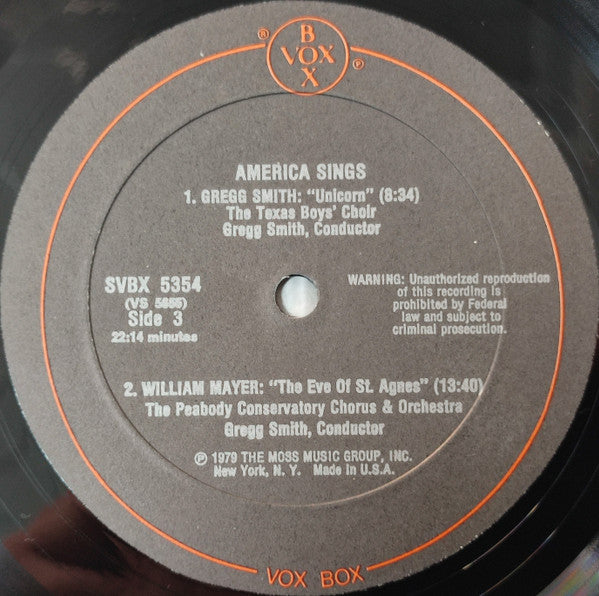 ®
BOX
VOX
℗
AMERICA SINGS
1. GREGG SMITH: "Unicorn" (8:34)
The Texas Boys' Choir
Gregg Smith, Conductor
SVBX 5354
Side 3
22:14 minutes
WARNING: Unauthorized reproduction
of this recording is
prohibited by Federal
law and subject to
criminal prosecution.
2. WILLIAM MAYER: "The Eve Of St. Agnes" (13:40)
The Peabody Conservatory Chorus & Orchestra
Gregg Smith, Conductor
℗ 1979 THE MOSS MUSIC GROUP, INC.
New York, N. Y. Made in U.S.A.
VOX BOX